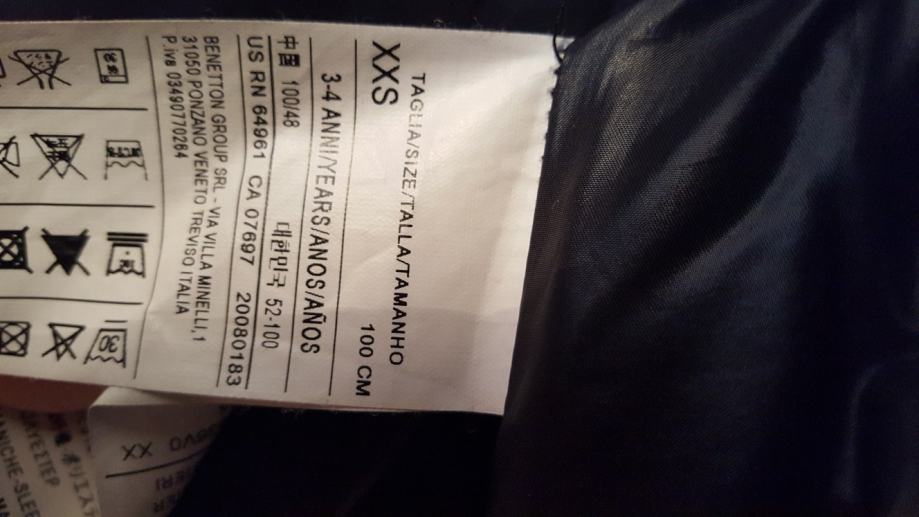 TAGLIA/SIZE/TALLA/TAMANHO
XXS 100 CM
3-4 ANNI/YEARS/ANOS/AÑOS
中国 100/48 대한민국 52-100
US RN 64961 CA 07697 20080183
BENETTON GROUP SRL - VIA VILLA MINELLI,1
31050 PONZANO VENETO TREVISO ITALIA
P.iva 03490770264
30
XX